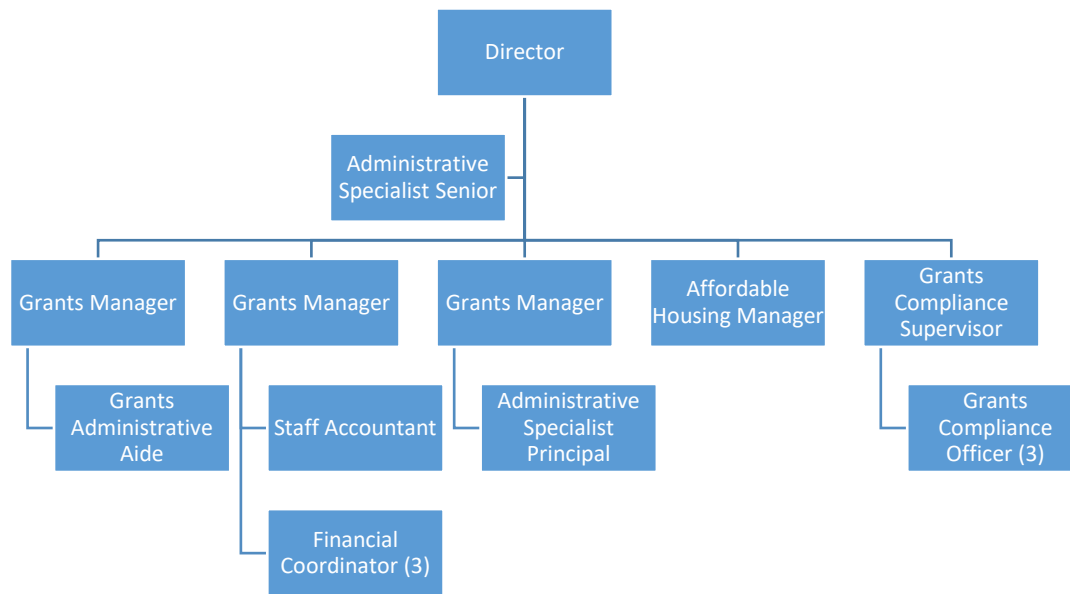 Director
Administrative
Specialist Senior
Grants Manager
Grants Manager
Grants Manager
Affordable
Housing Manager
Grants
Compliance
Supervisor
Grants
Administrative
Aide
Staff Accountant
Administrative
Specialist
Principal
Grants
Compliance
Officer (3)
Financial
Coordinator (3)